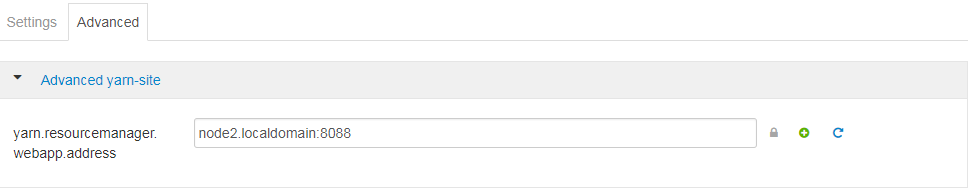 Settings
Advanced
Advanced yarn-site
yarn.resourcemanager.
webapp.address
node2.localdomain:8088